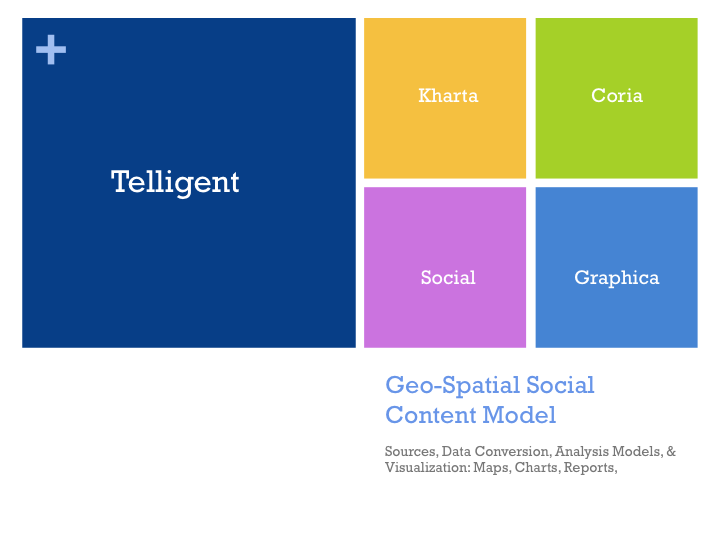 +
Telligent
Kharta
Coria
Social
Graphica
Geo-Spatial Social
Content Model
Sources, Data Conversion, Analysis Models, &
Visualization: Maps, Charts, Reports,